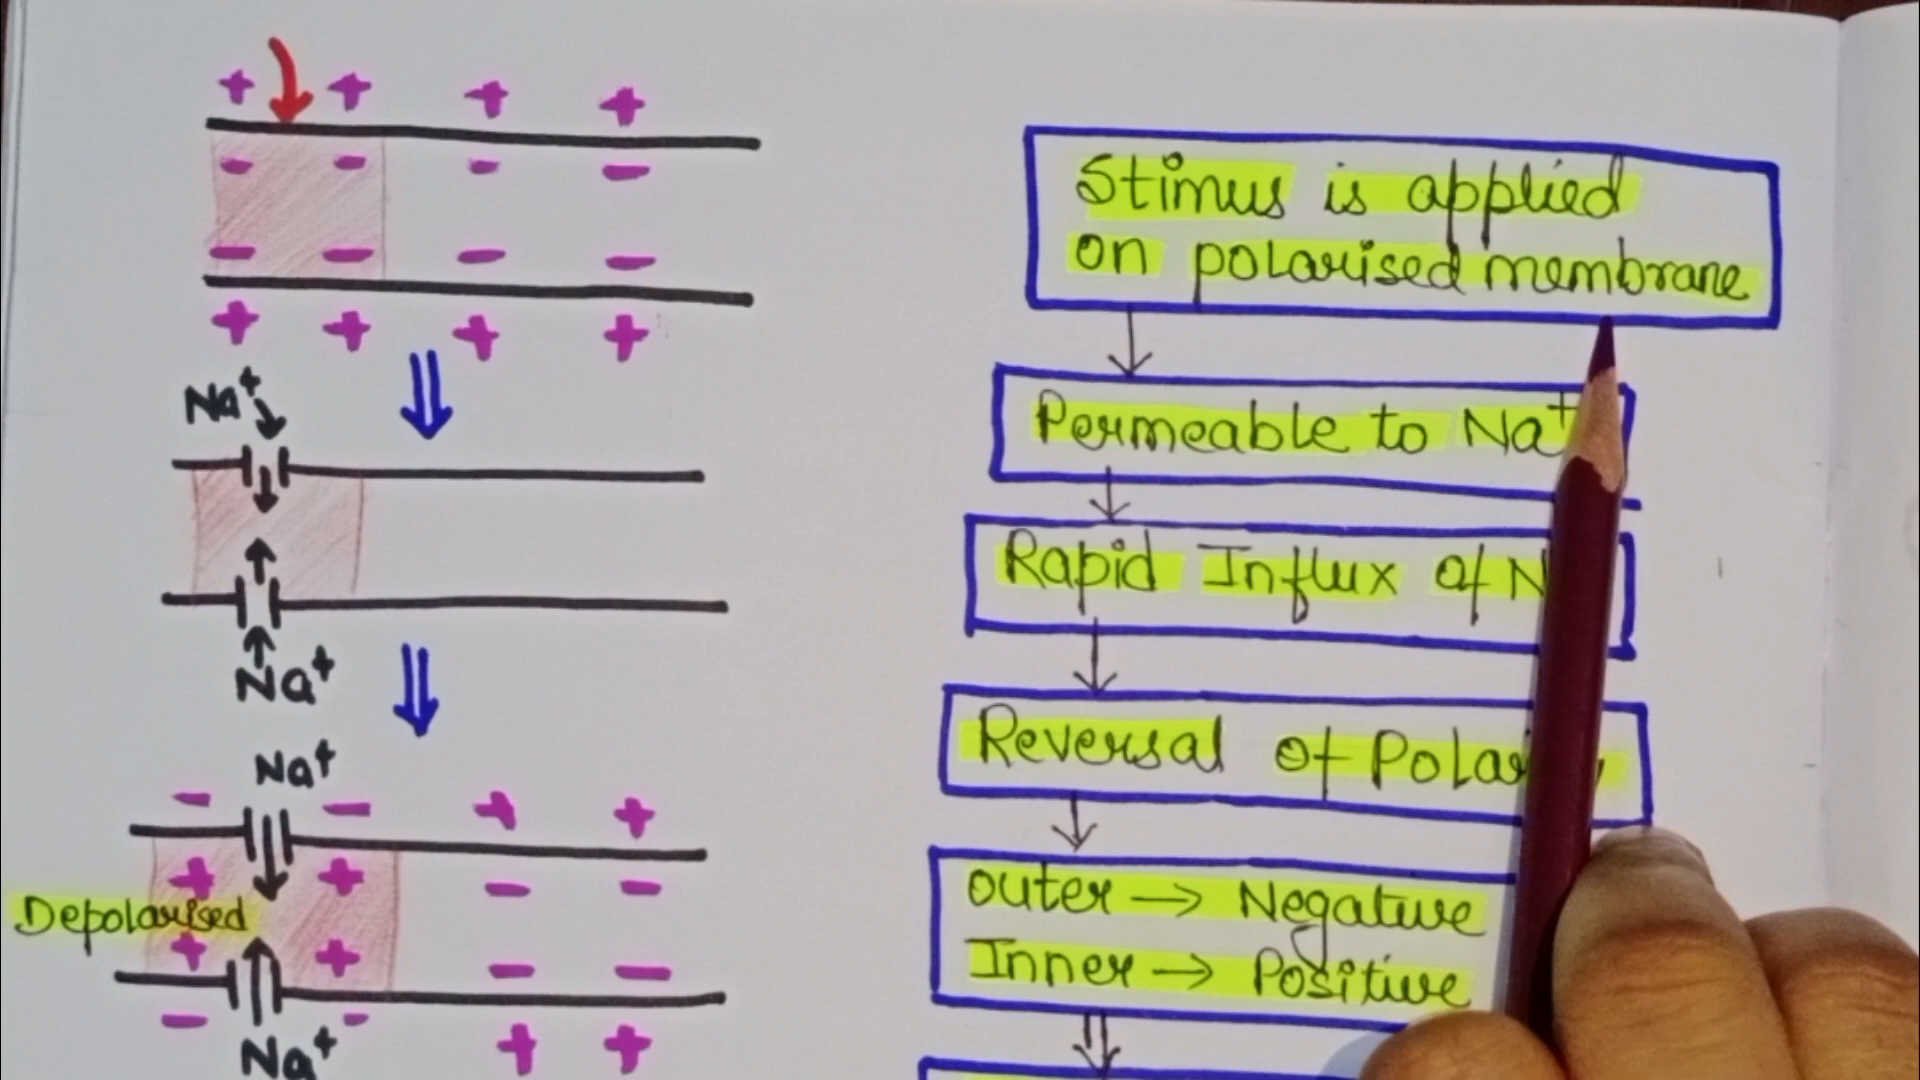 Na+
Na+
Na+
Depolarised
Na+
Stimus is applied
on polarised membrane
Permeable to Na+
Rapid Influx of
Reversal of
outer → Negative
Inner → Positive